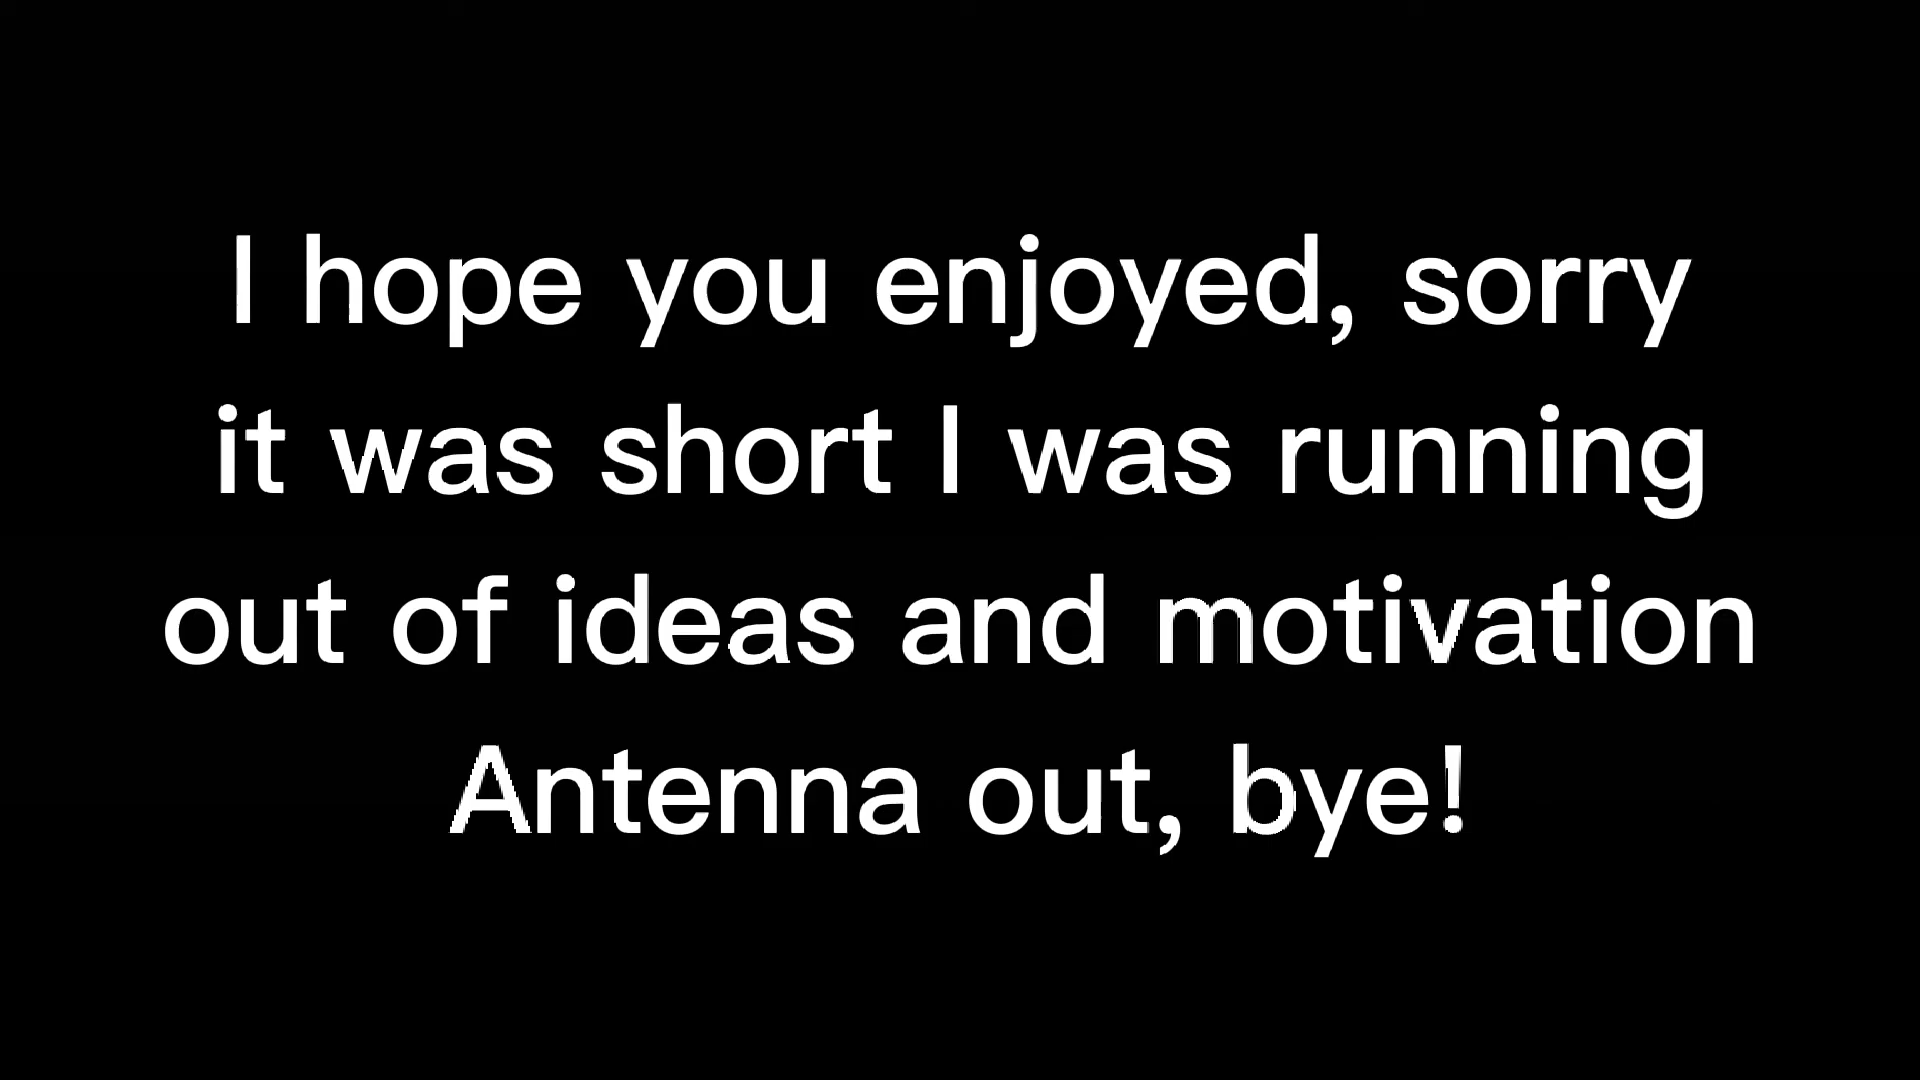 I hope you enjoyed, sorry
it was short I was running
out of ideas and motivation
Antenna out, bye!